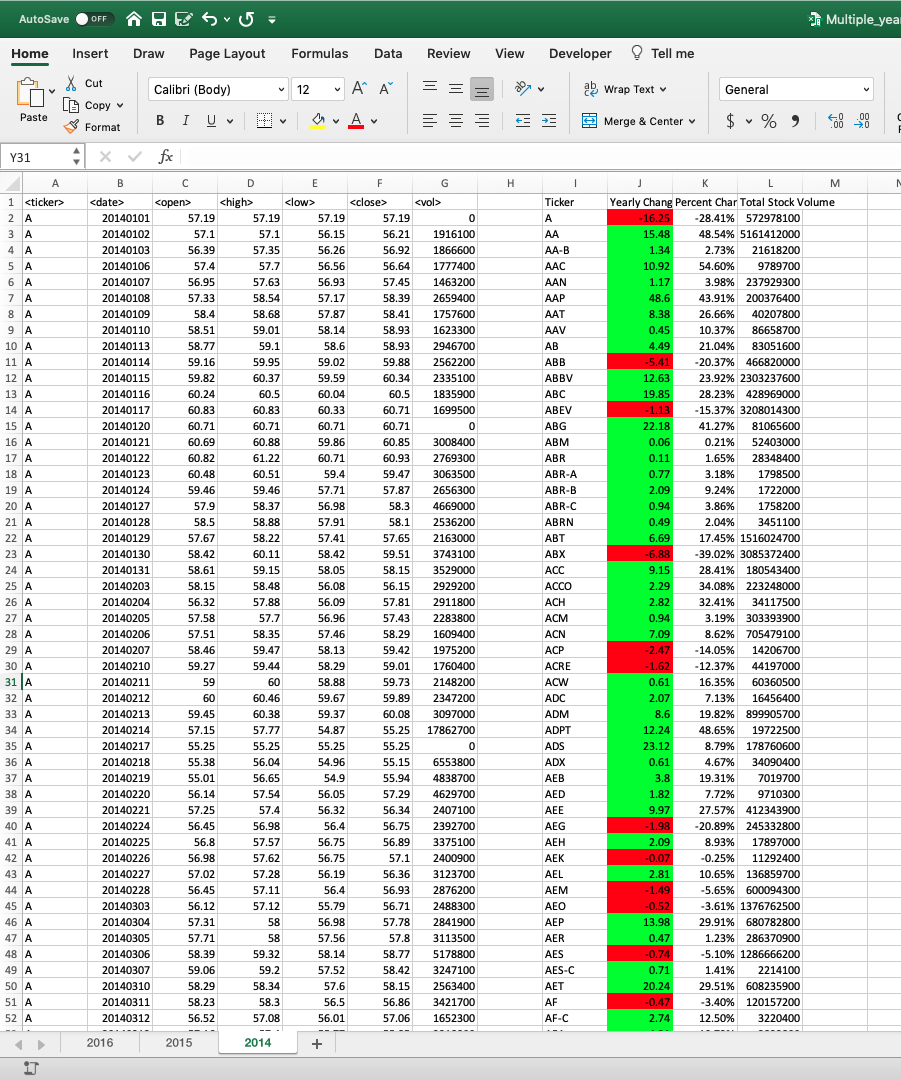 AutoSave OFF Multiple_yea
Home Insert Draw Page Layout Formulas Data Review View Developer Tell me
Paste Cut Copy Format Calibri (Body) 12 A A B I U A ab Wrap Text Merge & Center General $ % 9
Y31 fx
A B C D E F G H I J K L M N
1 <ticker> <date> <open> <high> <low> <close> <vol> Ticker Yearly Chang Percent Char Total Stock Volume
2 A 20140101 57.19 57.19 57.19 57.19 0 A -16.25 -28.41% 572978100
3 A 20140102 57.1 57.1 56.15 56.21 1916100 AA 15.48 48.54% 5161412000
4 A 20140103 56.39 57.35 56.26 56.92 1866600 AA-B 1.34 2.73% 21618200
5 A 20140106 57.4 57.7 56.56 56.64 1777400 AAC 10.92 54.60% 9789700
6 A 20140107 56.95 57.63 56.93 57.45 1463200 AAN 1.17 3.98% 237929300
7 A 20140108 57.33 58.54 57.17 58.39 2659400 AAP 48.6 43.91% 200376400
8 A 20140109 58.4 58.68 57.87 58.41 1757600 AAT 8.38 26.66% 40207800
9 A 20140110 58.51 59.01 58.14 58.93 1623300 AAV 0.45 10.37% 86658700
10 A 20140113 58.77 59.1 58.6 58.93 2946700 AB 4.49 21.04% 83051600
11 A 20140114 59.16 59.95 59.02 59.88 2562200 ABB -5.41 -20.37% 466820000
12 A 20140115 59.82 60.37 59.59 60.34 2335100 ABBV 12.63 23.92% 2303237600
13 A 20140116 60.24 60.5 60.04 60.5 1835900 ABC 19.85 28.23% 428969000
14 A 20140117 60.83 60.83 60.33 60.71 1699500 ABEV -1.13 -15.37% 3208014300
15 A 20140120 60.71 60.71 60.71 60.71 0 ABG 22.18 41.27% 81065600
16 A 20140121 60.69 60.88 59.86 60.85 3008400 ABM 0.06 0.21% 52403000
17 A 20140122 60.82 61.22 60.71 60.93 2769300 ABR 0.11 1.65% 28348400
18 A 20140123 60.48 60.51 59.4 59.47 3063500 ABR-A 0.77 3.18% 1798500
19 A 20140124 59.46 59.46 57.71 57.87 2656300 ABR-B 2.09 9.24% 1722000
20 A 20140127 57.9 58.37 56.98 58.3 4669000 ABR-C 0.94 3.86% 1758200
21 A 20140128 58.5 58.88 57.91 58.1 2536200 ABRN 0.49 2.04% 3451100
22 A 20140129 57.67 58.22 57.41 57.65 2163000 ABT 6.69 17.45% 1516024700
23 A 20140130 58.42 60.11 58.42 59.51 3743100 ABX -6.88 -39.02% 3085372400
24 A 20140131 58.61 59.15 58.05 58.15 3529000 ACC 9.15 28.41% 180543400
25 A 20140203 58.15 58.48 56.08 56.15 2929200 ACCO 2.29 34.08% 223248000
26 A 20140204 56.32 57.88 56.09 57.81 2911800 ACH 2.82 32.41% 34117500
27 A 20140205 57.58 57.7 56.96 57.43 2283800 ACM 0.94 3.19% 303393900
28 A 20140206 57.51 58.35 57.46 58.29 1609400 ACN 7.09 8.62% 705479100
29 A 20140207 58.46 59.47 58.13 59.42 1975200 ACP -2.47 -14.05% 14206700
30 A 20140210 59.27 59.44 58.29 59.01 1760400 ACRE -1.62 -12.37% 44197000
31 A 20140211 59 60 58.88 59.73 2148200 ACW 0.61 16.35% 60360500
32 A 20140212 60 60.46 59.67 59.89 2347200 ADC 2.07 7.13% 16456400
33 A 20140213 59.45 60.38 59.37 60.08 3097000 ADM 8.6 19.82% 899905700
34 A 20140214 57.15 57.77 54.87 55.25 17862700 ADPT 12.24 48.65% 19722500
35 A 20140217 55.25 55.25 55.25 55.25 0 ADS 23.12 8.79% 178760600
36 A 20140218 55.38 56.04 54.96 55.15 6553800 ADX 0.61 4.67% 34090400
37 A 20140219 55.01 56.65 54.9 55.94 4838700 AEB 3.8 19.31% 7019700
38 A 20140220 56.14 57.54 56.05 57.29 4629700 AED 1.82 7.72% 9710300
39 A 20140221 57.25 57.4 56.32 56.34 2407100 AEE 9.97 27.57% 412343900
40 A 20140224 56.45 56.98 56.4 56.75 2392700 AEG -1.98 -20.89% 245332800
41 A 20140225 56.8 57.57 56.75 56.89 3375100 AEH 2.09 8.93% 17897000
42 A 20140226 56.98 57.62 56.75 57.1 2400900 AEK -0.07 -0.25% 11292400
43 A 20140227 57.02 57.28 56.19 56.36 3123700 AEL 2.81 10.65% 136859700
44 A 20140228 56.45 57.11 56.4 56.93 2876200 AEM -1.49 -5.65% 600094300
45 A 20140303 56.12 57.12 55.79 56.71 2488300 AEO -0.52 -3.61% 1376762500
46 A 20140304 57.31 58 56.98 57.78 2841900 AEP 13.98 29.91% 680782800
47 A 20140305 57.71 58 57.56 57.8 3113500 AER 0.47 1.23% 286370900
48 A 20140306 58.39 59.32 58.14 58.77 5178800 AES -0.74 -5.10% 1286666200
49 A 20140307 59.06 59.2 57.52 58.42 3247100 AES-C 0.71 1.41% 2214100
50 A 20140310 58.29 58.34 57.6 58.15 2563400 AET 20.24 29.51% 608235900
51 A 20140311 58.23 58.3 56.5 56.86 3421700 AF -0.47 -3.40% 120157200
52 A 20140312 56.52 57.08 56.01 57.06 1652300 AF-C 2.74 12.50% 3220400
2016 2015 2014 +